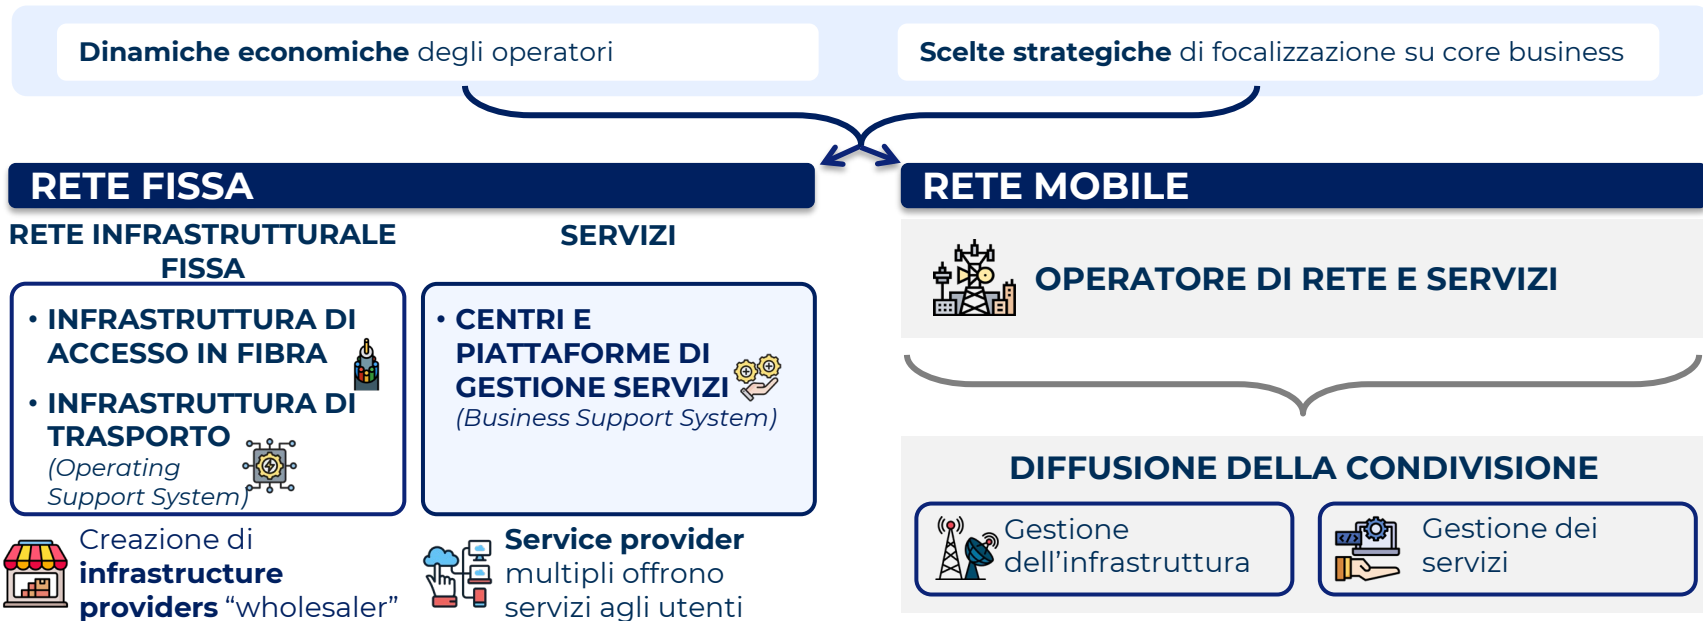 Dinamiche economiche degli operatori
Scelte strategiche di focalizzazione su core business
RETE FISSA
RETE INFRASTRUTTURALE
FISSA
• INFRASTRUTTURA DI
ACCESSO IN FIBRA
• INFRASTRUTTURA DI
TRASPORTO
(Operating
Support System)
Creazione di
infrastructure
providers “wholesaler”
SERVIZI
• CENTRI E
PIATTAFORME DI
GESTIONE SERVIZI
(Business Support System)
Service provider
multipli offrono
servizi agli utenti
RETE MOBILE
OPERATORE DI RETE E SERVIZI
DIFFUSIONE DELLA CONDIVISIONE
Gestione
dell’infrastruttura
Gestione dei
servizi